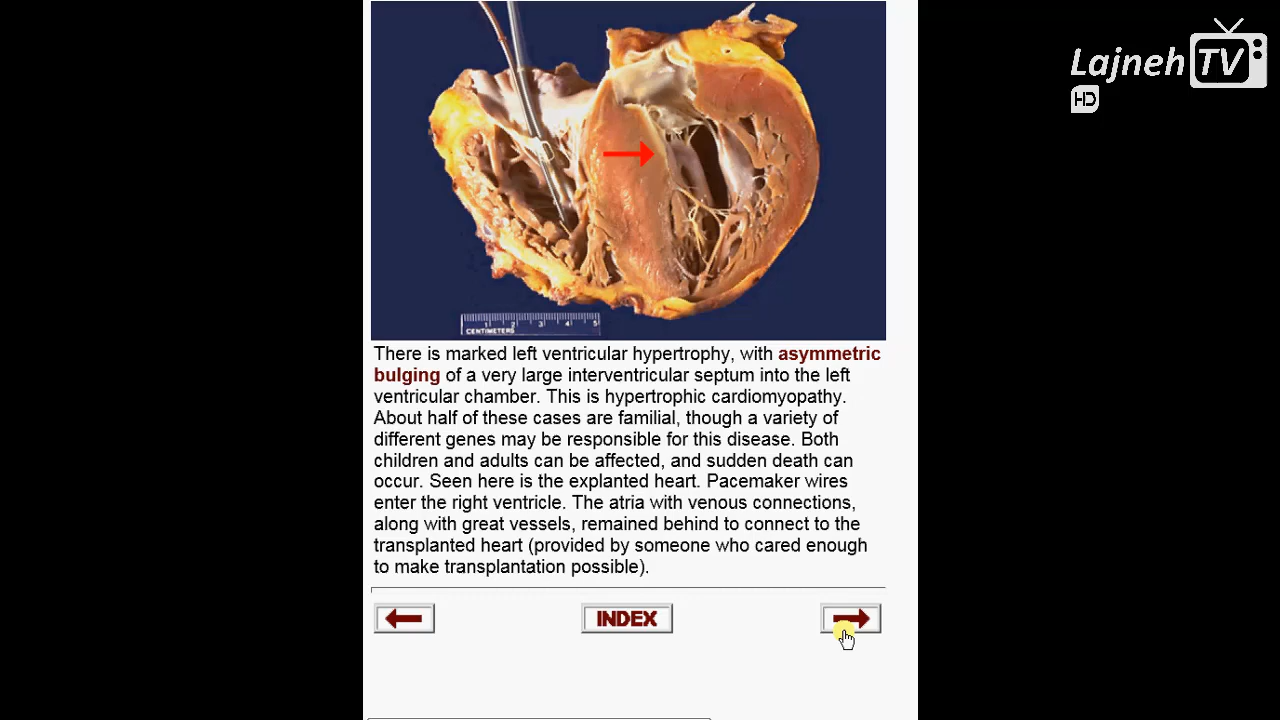 Lajneh TV
HD
1 2 3 4 5
CENTIMETERS
There is marked left ventricular hypertrophy, with asymmetric
bulging of a very large interventricular septum into the left
ventricular chamber. This is hypertrophic cardiomyopathy.
About half of these cases are familial, though a variety of
different genes may be responsible for this disease. Both
children and adults can be affected, and sudden death can
occur. Seen here is the explanted heart. Pacemaker wires
enter the right ventricle. The atria with venous connections,
along with great vessels, remained behind to connect to the
transplanted heart (provided by someone who cared enough
to make transplantation possible).
INDEX